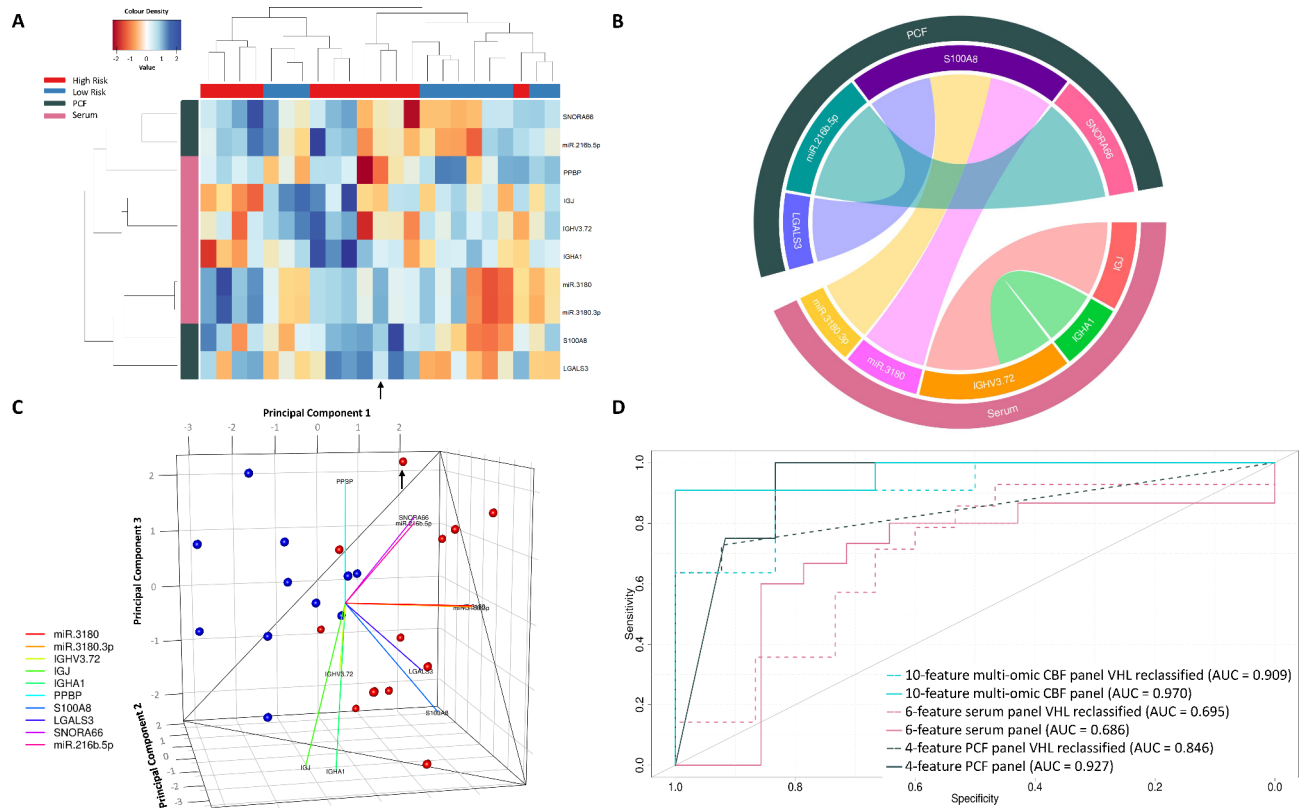 A
Colour Density
-2 -1 0 1 2
Value
High Risk
Low Risk
PCF
Serum
SNORA66
miR.216b.5p
PPBP
IGJ
IGHV3.72
IGHA1
miR.3180
miR.3180.3p
S100A8
LGALS3
B
PCF
S100A8
miR.216b.5p
SNORA66
LGALS3
miR.3180.3p
miR.3180
IGHV3.72
IGHA1
IGJ
Serum
C
Principal Component 1
-3 -2 -1 0 1 2
Principal Component 3
2
1
0
-1
-2
Principal Component 2
2
1
0
-1
-2
-3
PPBP
SNORA66
miR.216b.5p
IGHV3.72
LGALS3
S100A8
IGJ
IGHA1
miR.3180
miR.3180.3p
IGHV3.72
IGJ
IGHA1
PPBP
S100A8
LGALS3
SNORA66
miR.216b.5p
D
Sensitivity
1.0
0.8
0.6
0.4
0.2
0.0
10-feature multi-omic CBF panel VHL reclassified (AUC = 0.909)
10-feature multi-omic CBF panel (AUC = 0.970)
6-feature serum panel VHL reclassified (AUC = 0.695)
6-feature serum panel (AUC = 0.686)
4-feature PCF panel VHL reclassified (AUC = 0.846)
4-feature PCF panel (AUC = 0.927)
1.0 0.8 0.6 0.4 0.2 0.0
Specificity